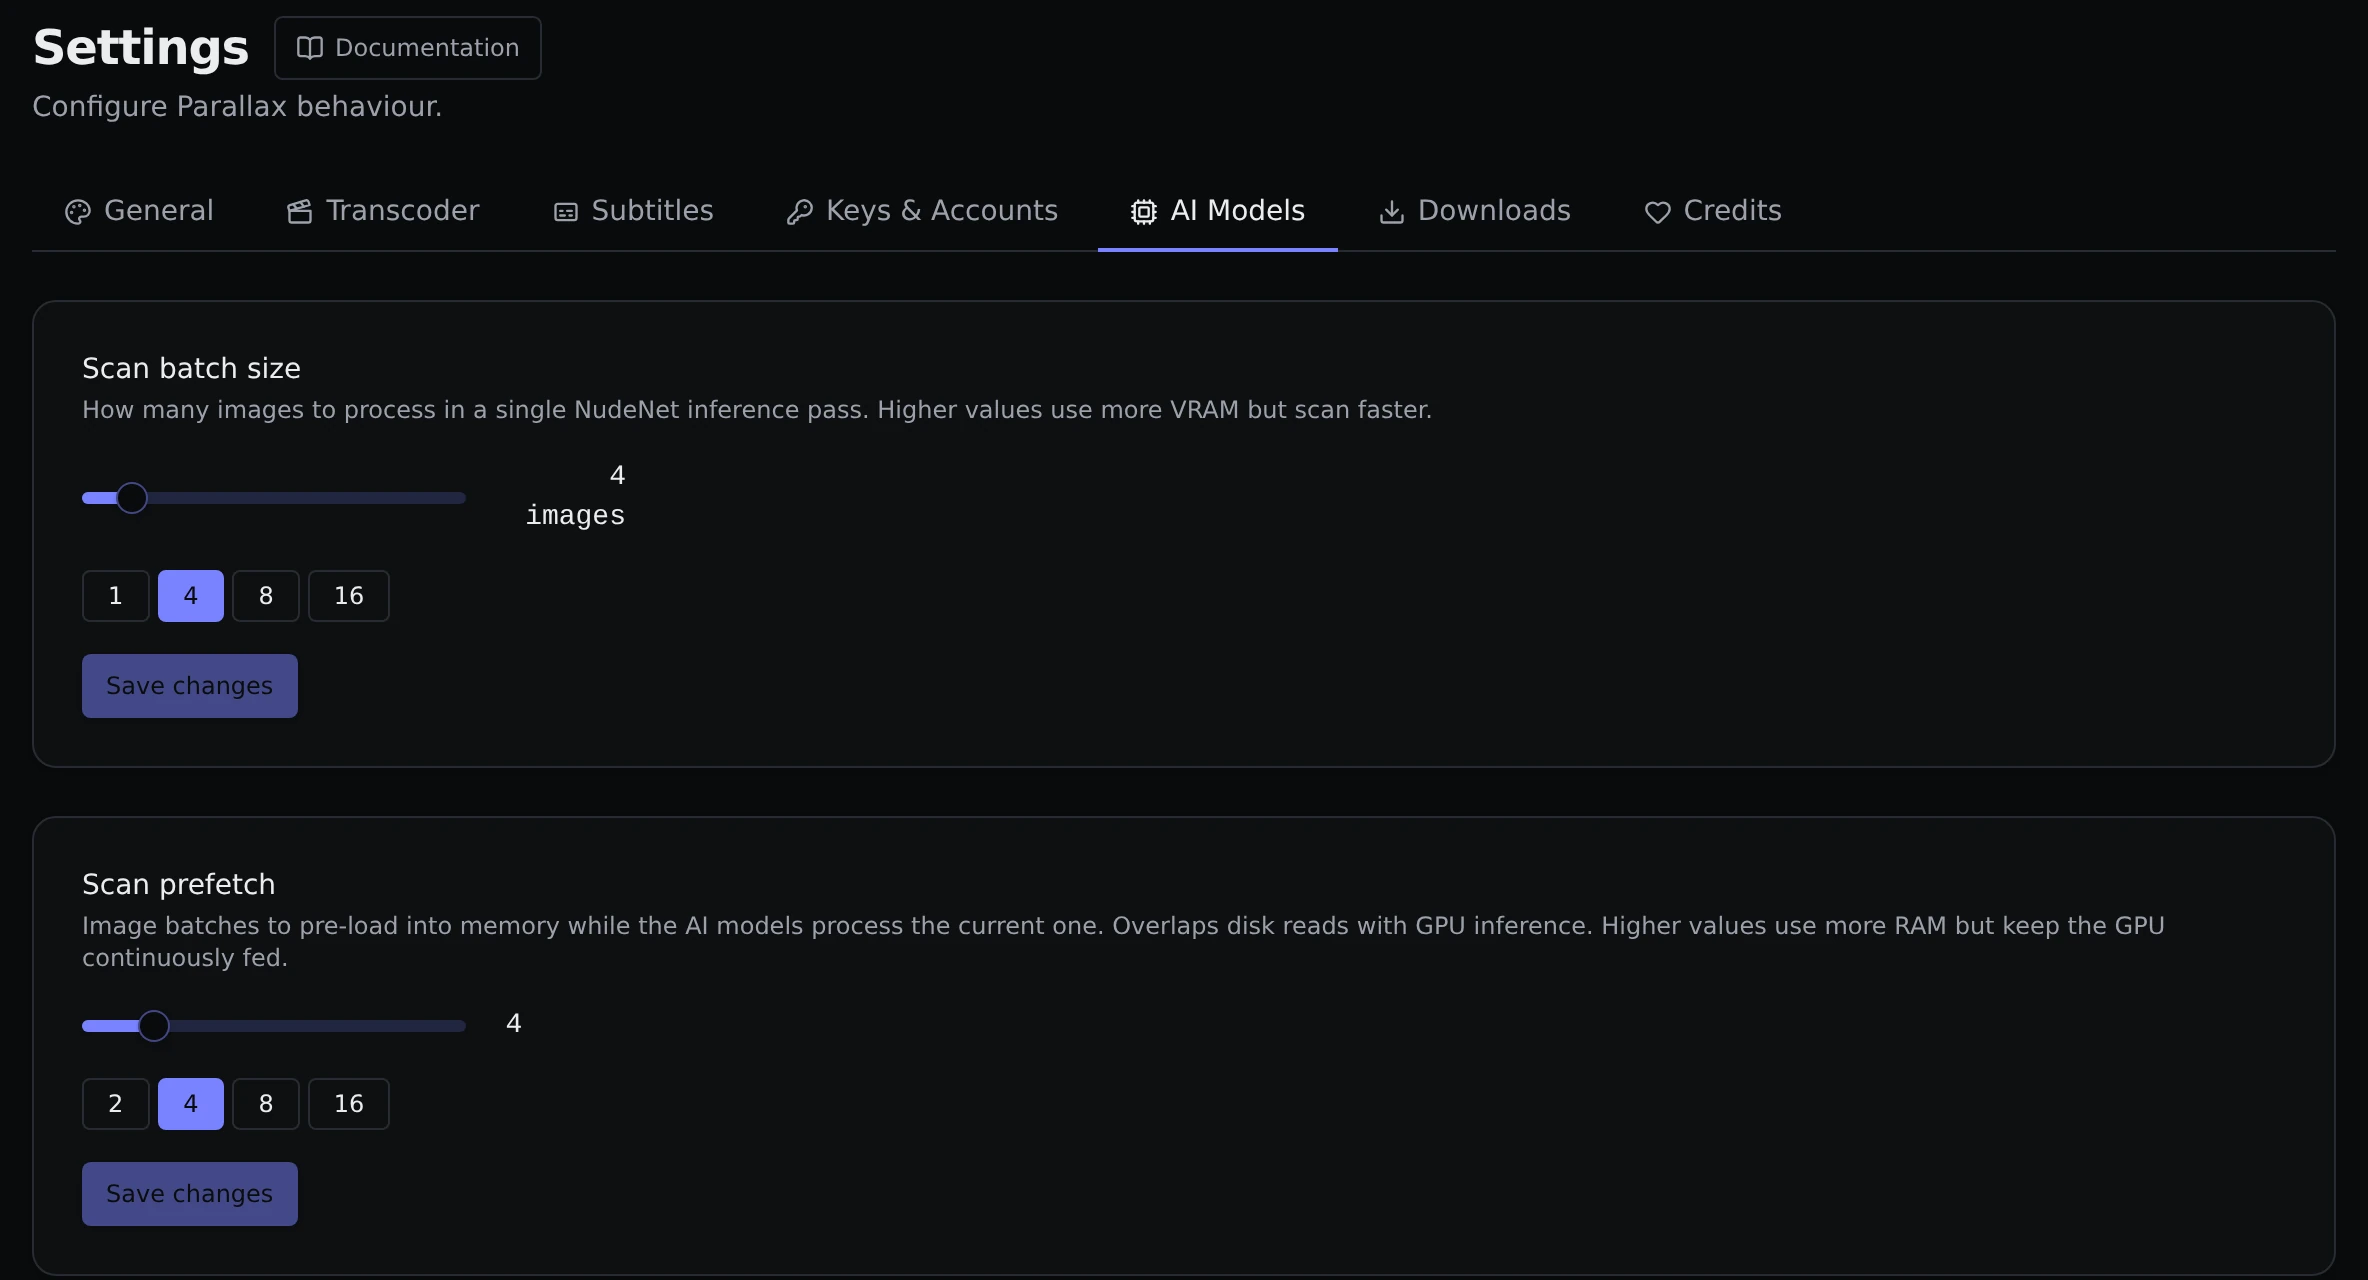 Settings
Documentation
Configure Parallax behaviour.
General
Transcoder
Subtitles
Keys & Accounts
AI Models
Downloads
Credits
Scan batch size
How many images to process in a single NudeNet inference pass. Higher values use more VRAM but scan faster.
4
images
1
4
8
16
Save changes
Scan prefetch
Image batches to pre-load into memory while the AI models process the current one. Overlaps disk reads with GPU inference. Higher values use more RAM but keep the GPU
continuously fed.
4
2
4
8
16
Save changes